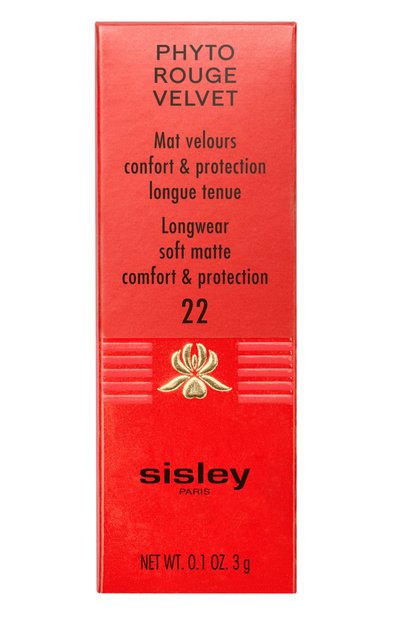 PHYTO
ROUGE
VELVET
Mat velours
confort & protection
longue tenue
Longwear
soft matte
comfort & protection
22
sisley
PARIS
NET WT. 0.1 OZ. 3 g